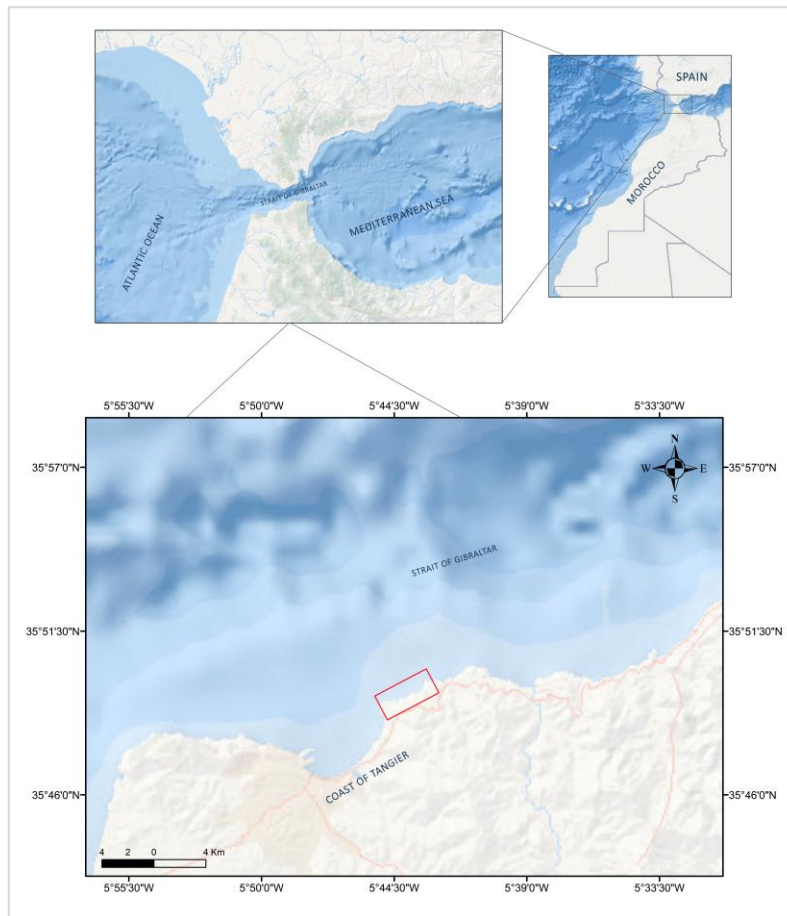 SPAIN
MOROCCO
STRAIT OF GIBRALTAR
MEDITERRANEAN SEA
ATLANTIC OCEAN
5°55'30"W 5°50'0"W 5°44'30"W 5°39'0"W 5°33'30"W
N
W E
S
35°57'0"N 35°57'0"N
STRAIT OF GIBRALTAR
35°51'30"N 35°51'30"N
COAST OF TANGIER
35°46'0"N 35°46'0"N
4 2 0 4 Km
5°55'30"W 5°50'0"W 5°44'30"W 5°39'0"W 5°33'30"W